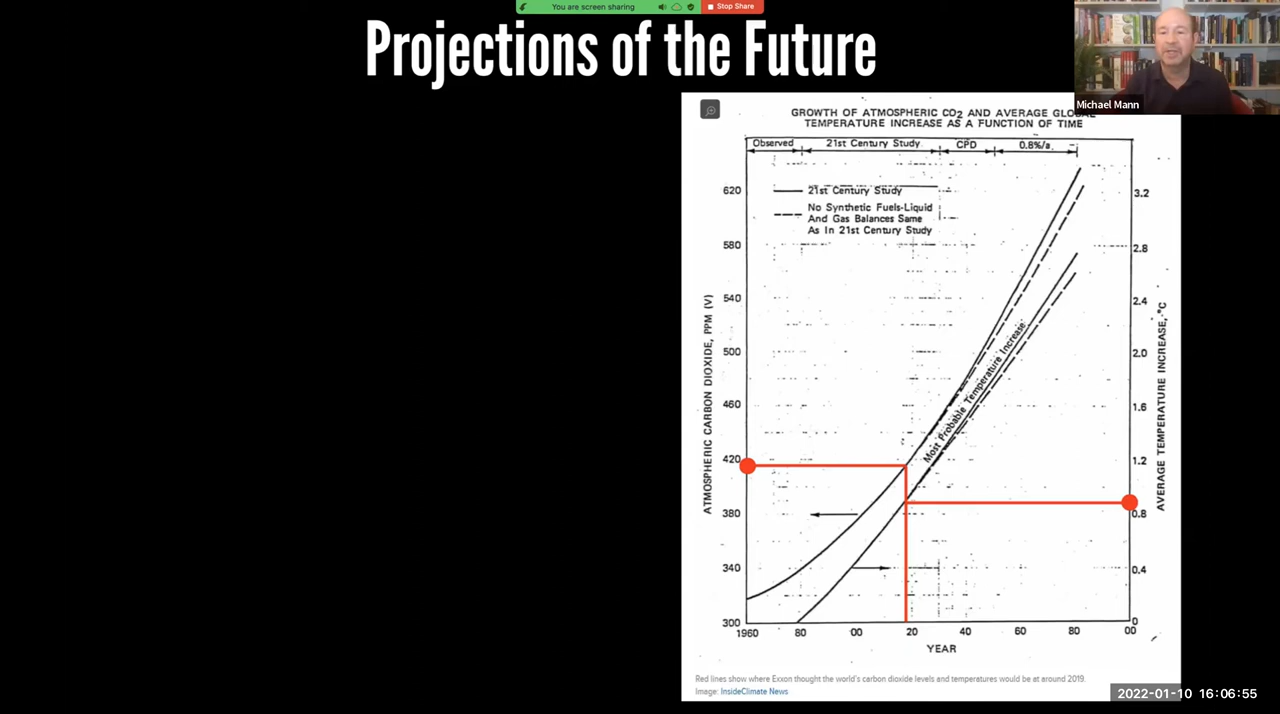 You are screen sharing
Stop Share
Projections of the Future
Michael Mann
GROWTH OF ATMOSPHERIC CO2 AND AVERAGE GLOBAL
TEMPERATURE INCREASE AS A FUNCTION OF TIME
Observed 21st Century Study CPD 0.8%/a
21st Century Study
No Synthetic Fuels-Liquid
And Gas Balances Same
As In 21st Century Study
ATMOSPHERIC CARBON DIOXIDE, PPM (V)
620
580
540
500
460
420
380
340
300
Most Probable Temperature Increase
3.2
2.8
2.4
2.0
1.6
1.2
0.8
0.4
0
AVERAGE TEMPERATURE INCREASE, °C
1960 80 00 20 40 60 80 00
YEAR
Red lines show where Exxon thought the world's carbon dioxide levels and temperatures would be at around 2019.
Image: InsideClimate News
2022-01-10 16:06:55